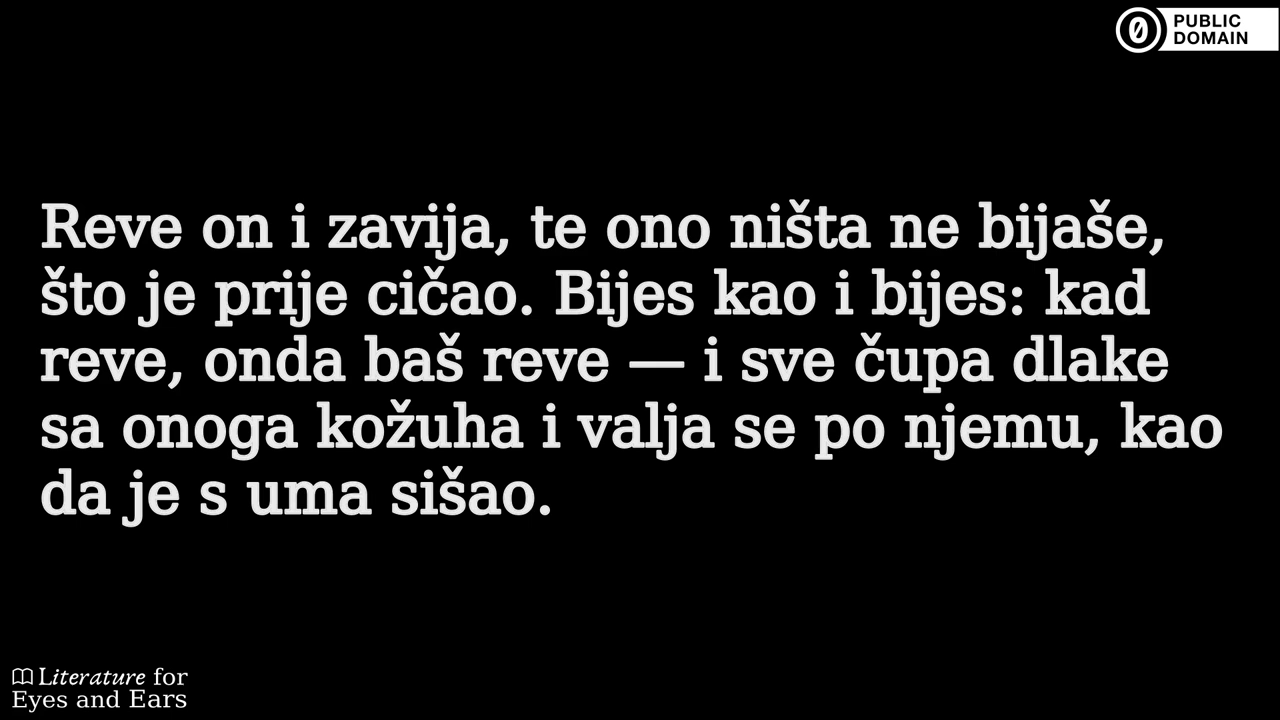 PUBLIC
DOMAIN
Reve on i zavija, te ono ništa ne bijaše,
što je prije cičao. Bijes kao i bijes: kad
reve, onda baš reve — i sve čupa dlake
sa onoga kožuha i valja se po njemu, kao
da je s uma sišao.
Literature for
Eyes and Ears